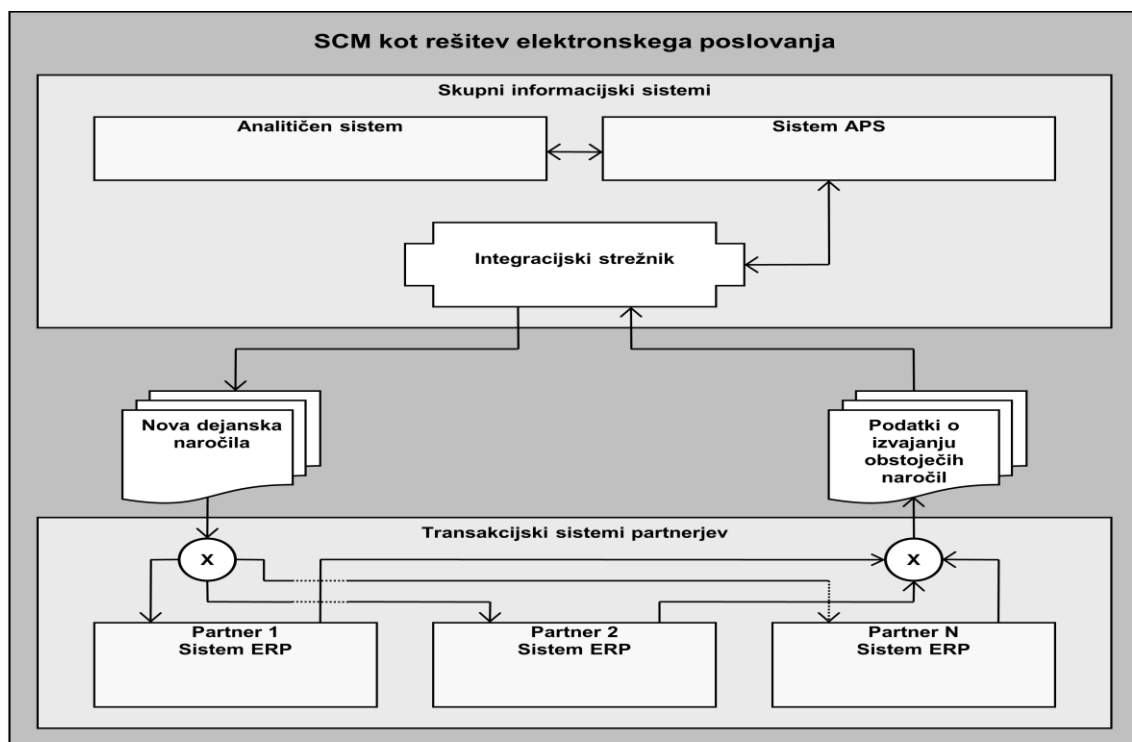 SCM kot rešitev elektronskega poslovanja
Skupni informacijski sistemi
Analitičen sistem
Sistem APS
Integracijski strežnik
Nova dejanska
naročila
Podatki o
izvajanju
obstoječih
naročil
Transakcijski sistemi partnerjev
X
X
Partner 1
Sistem ERP
Partner 2
Sistem ERP
Partner N
Sistem ERP